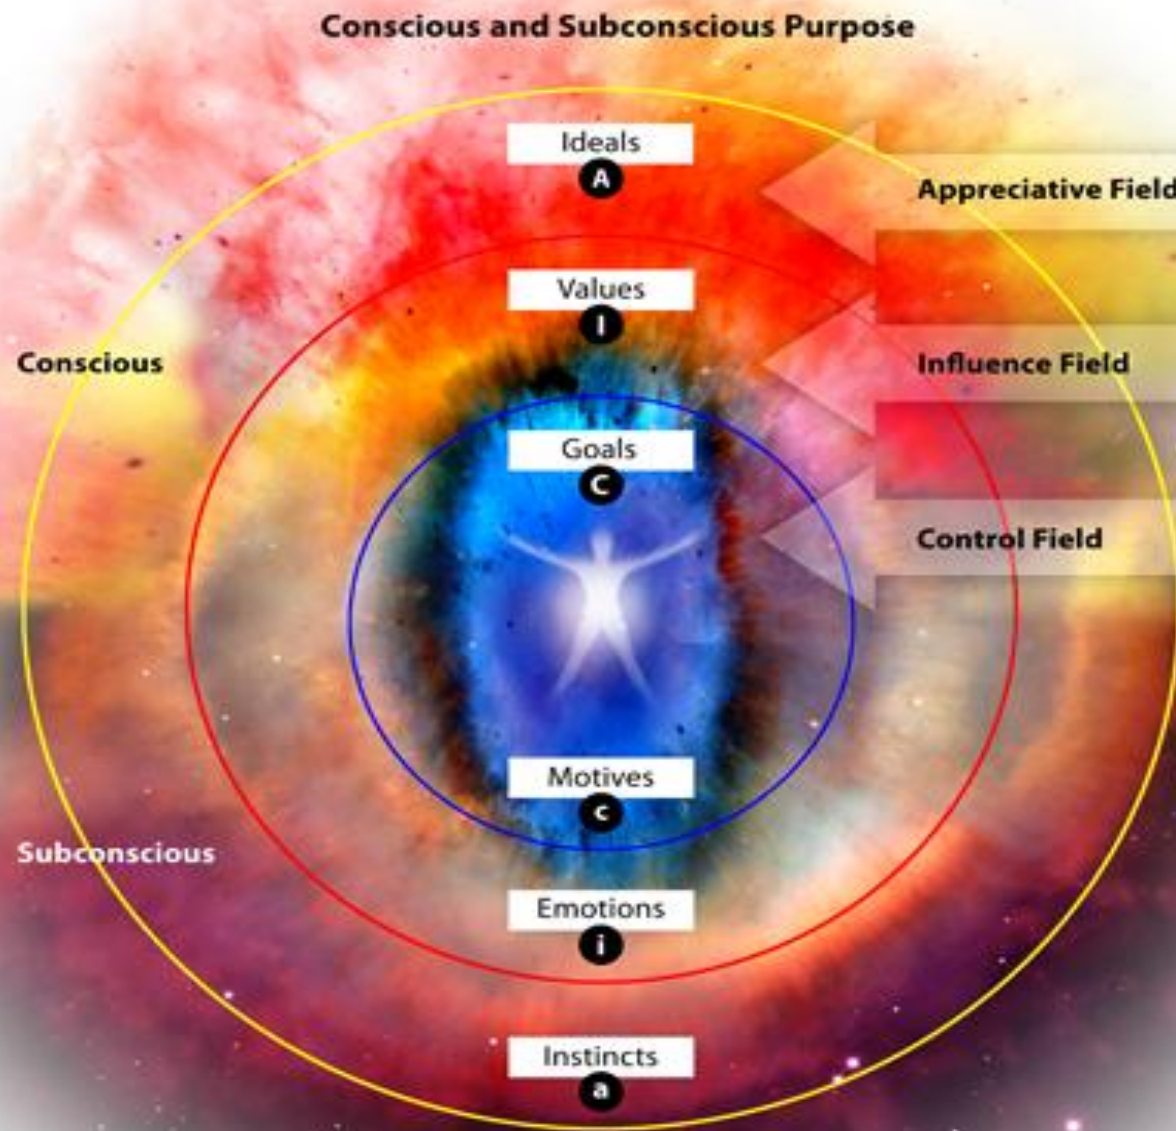 Conscious and Subconscious Purpose
Ideals
A
Appreciative Field
Values
I
Conscious
Influence Field
Goals
C
Control Field
Motives
c
Subconscious
Emotions
i
Instincts
a